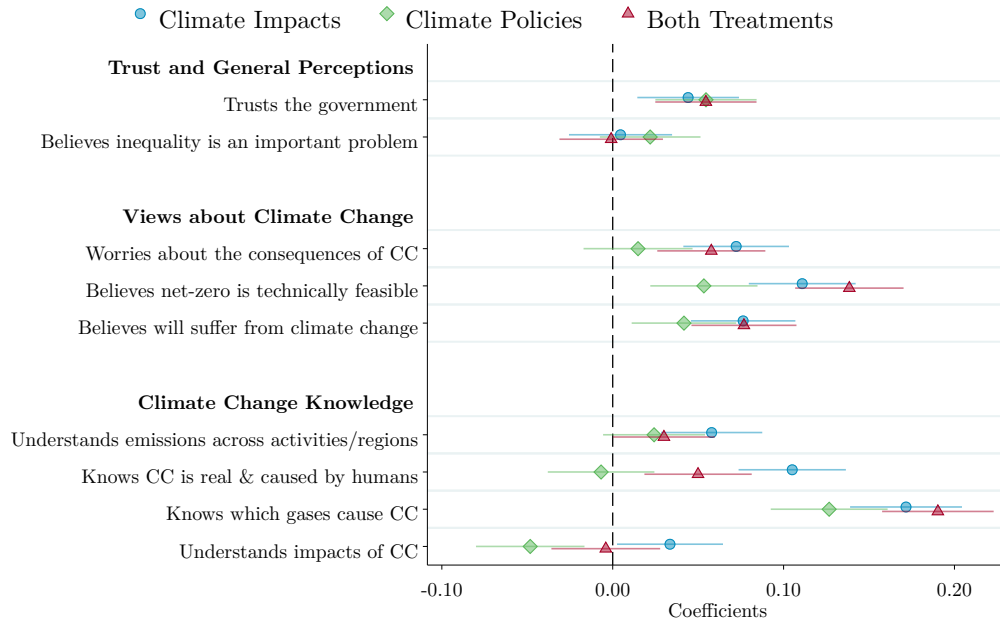 Climate Impacts Climate Policies Both Treatments
Trust and General Perceptions
Trusts the government
Believes inequality is an important problem
Views about Climate Change
Worries about the consequences of CC
Believes net-zero is technically feasible
Believes will suffer from climate change
Climate Change Knowledge
Understands emissions across activities/regions
Knows CC is real & caused by humans
Knows which gases cause CC
Understands impacts of CC
-0.10 0.00 0.10 0.20
Coefficients